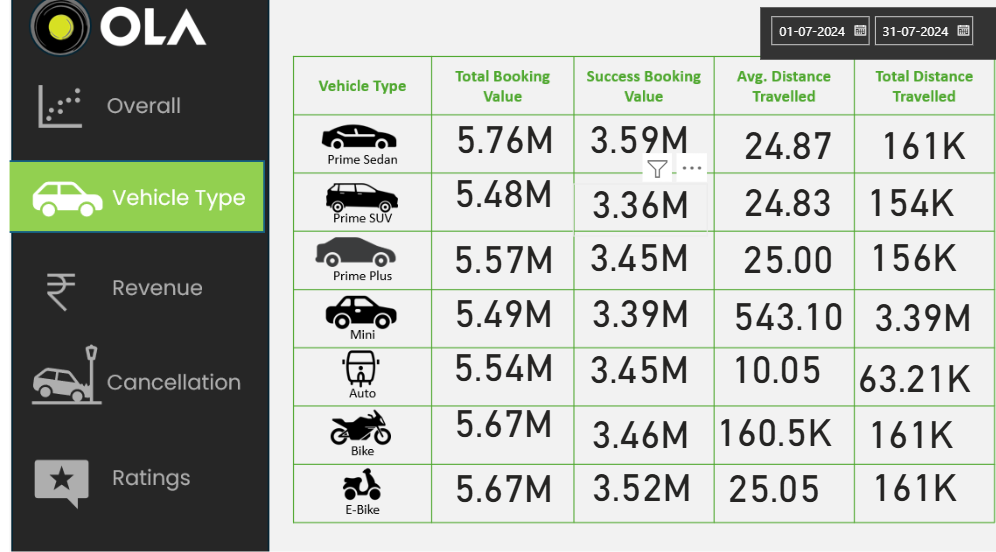 OLA
01-07-2024 31-07-2024
Overall
Vehicle Type
₹ Revenue
Cancellation
Ratings
Vehicle Type Total Booking Value Success Booking Value Avg. Distance Travelled Total Distance Travelled
Prime Sedan 5.76M 3.59M 24.87 161K
Prime SUV 5.48M 3.36M 24.83 154K
Prime Plus 5.57M 3.45M 25.00 156K
Mini 5.49M 3.39M 543.10 3.39M
Auto 5.54M 3.45M 10.05 63.21K
Bike 5.67M 3.46M 160.5K 161K
E-Bike 5.67M 3.52M 25.05 161K